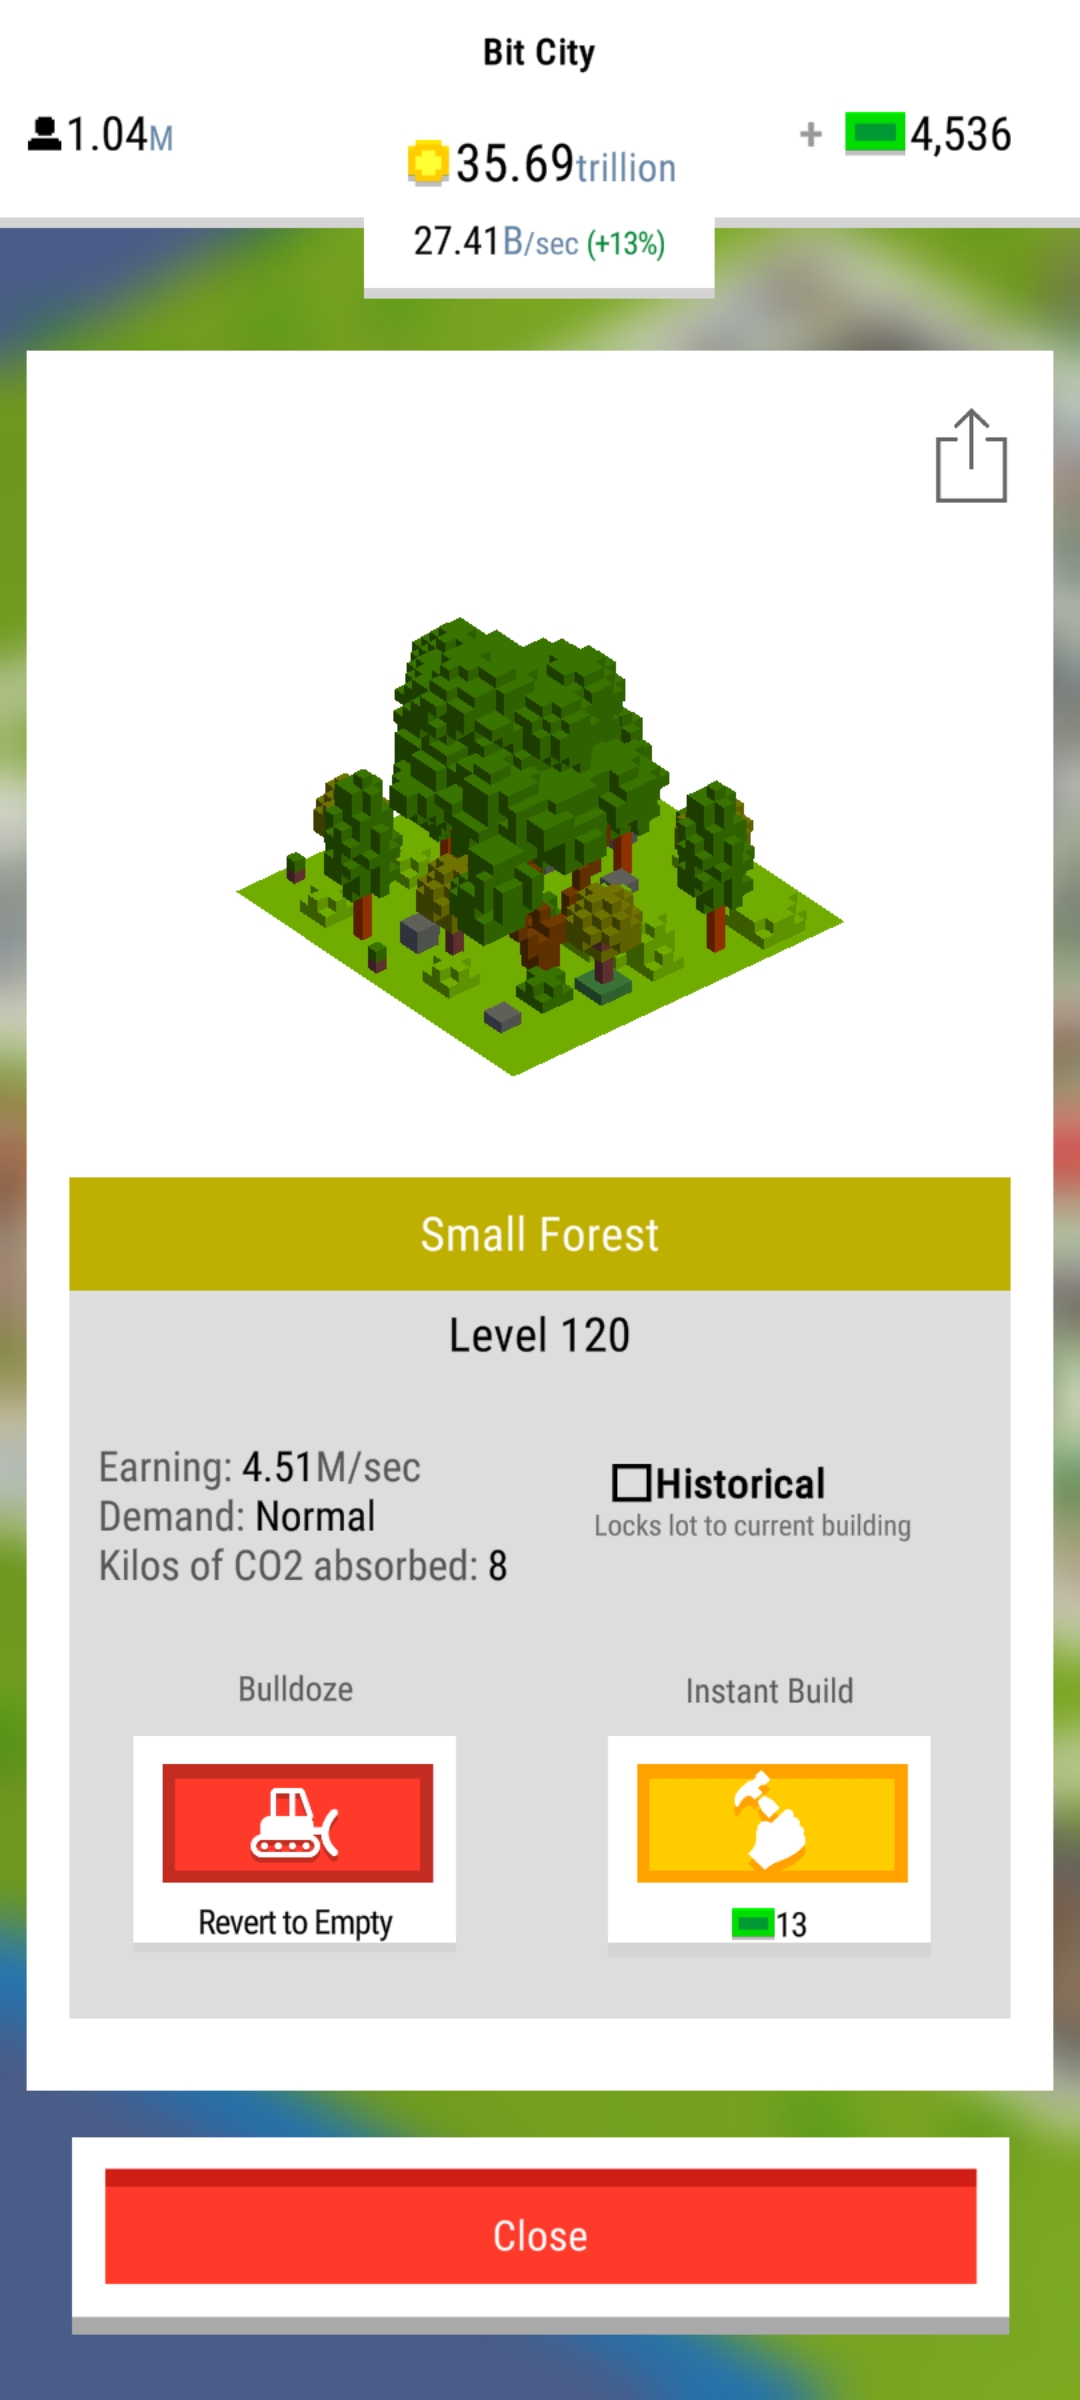 Bit City
1.04M
35.69trillion
+ 4,536
27.41B/sec (+13%)
Small Forest
Level 120
Earning: 4.51M/sec
Demand: Normal
Kilos of CO2 absorbed: 8
Historical
Locks lot to current building
Bulldoze
Revert to Empty
Instant Build
13
Close